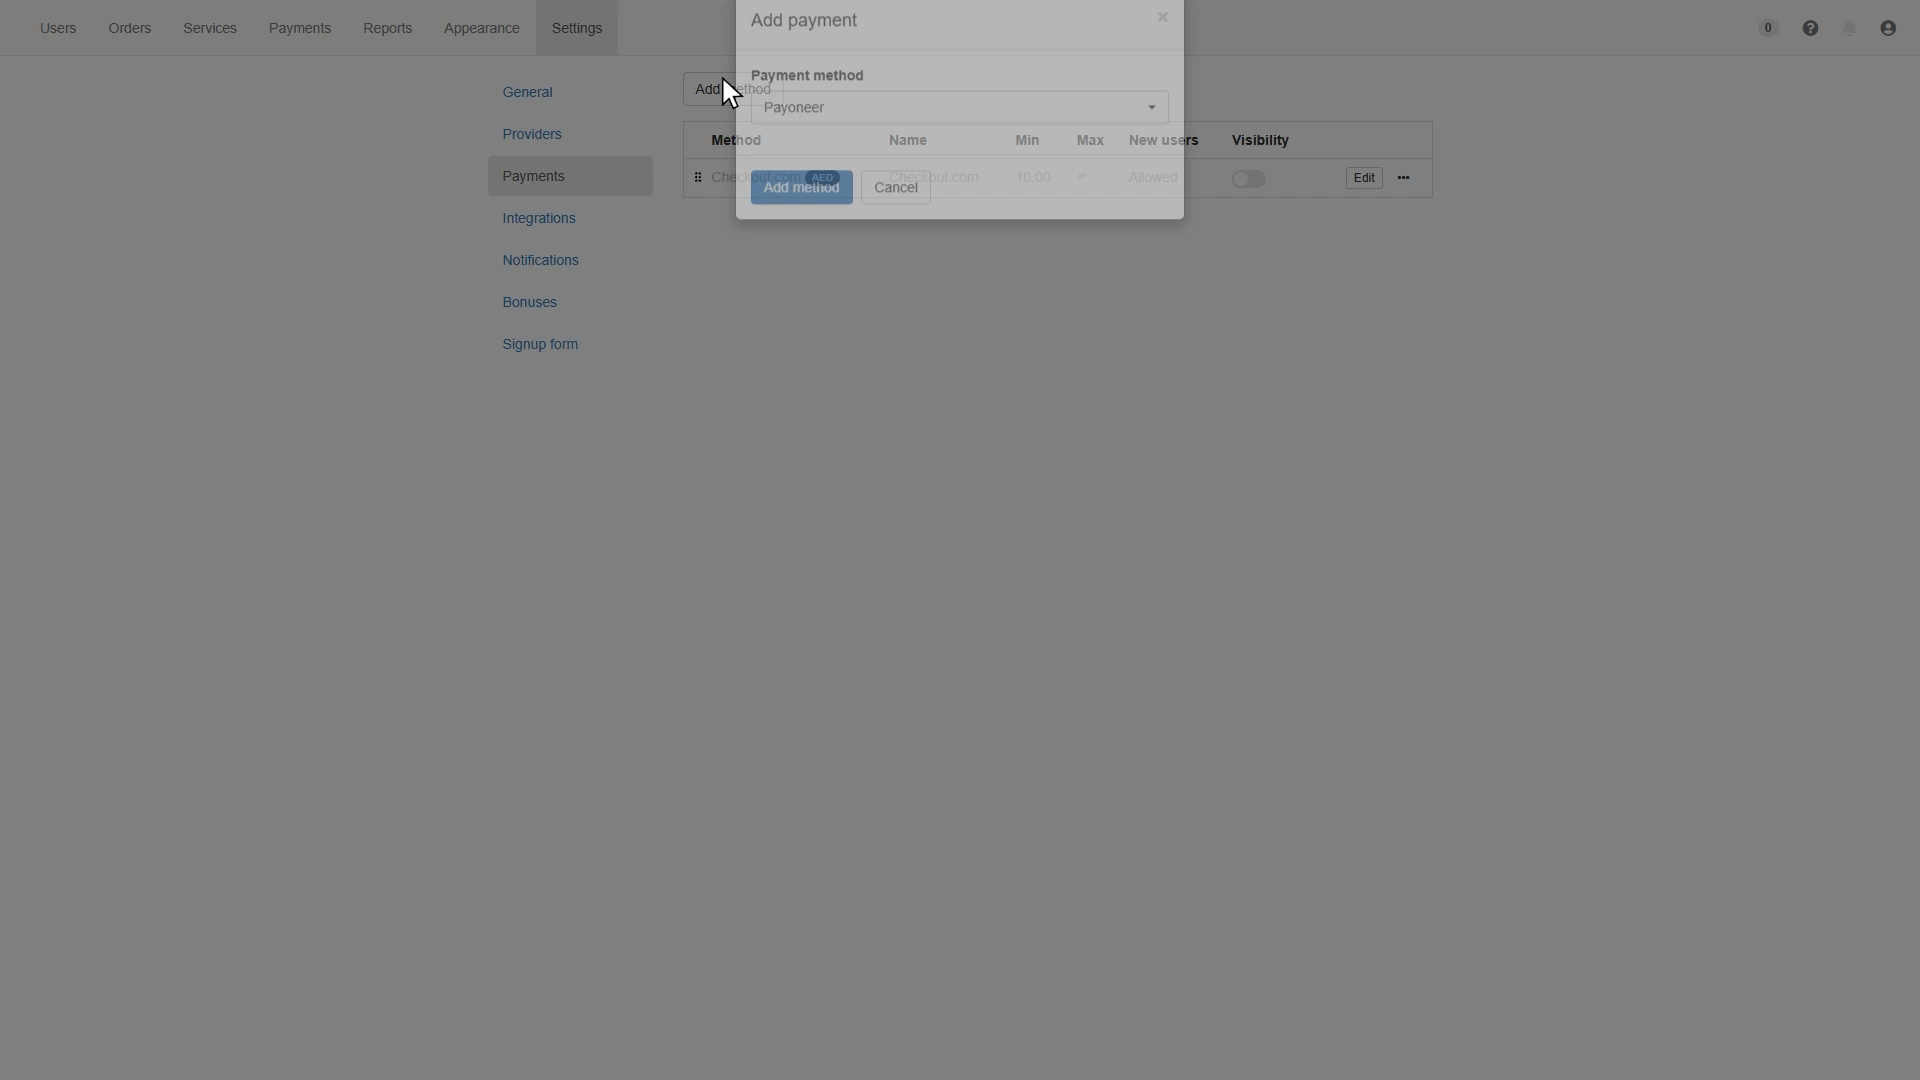 Users Orders Services Payments Reports Appearance Settings 0
Add payment ×
General
Providers
Payments
Integrations
Notifications
Bonuses
Signup form
Add method
Payment method
Payoneer
Method Name Min Max New users Visibility
Checkout.com AED Checkout.com 10.00 ∞ Allowed Edit
Add method Cancel